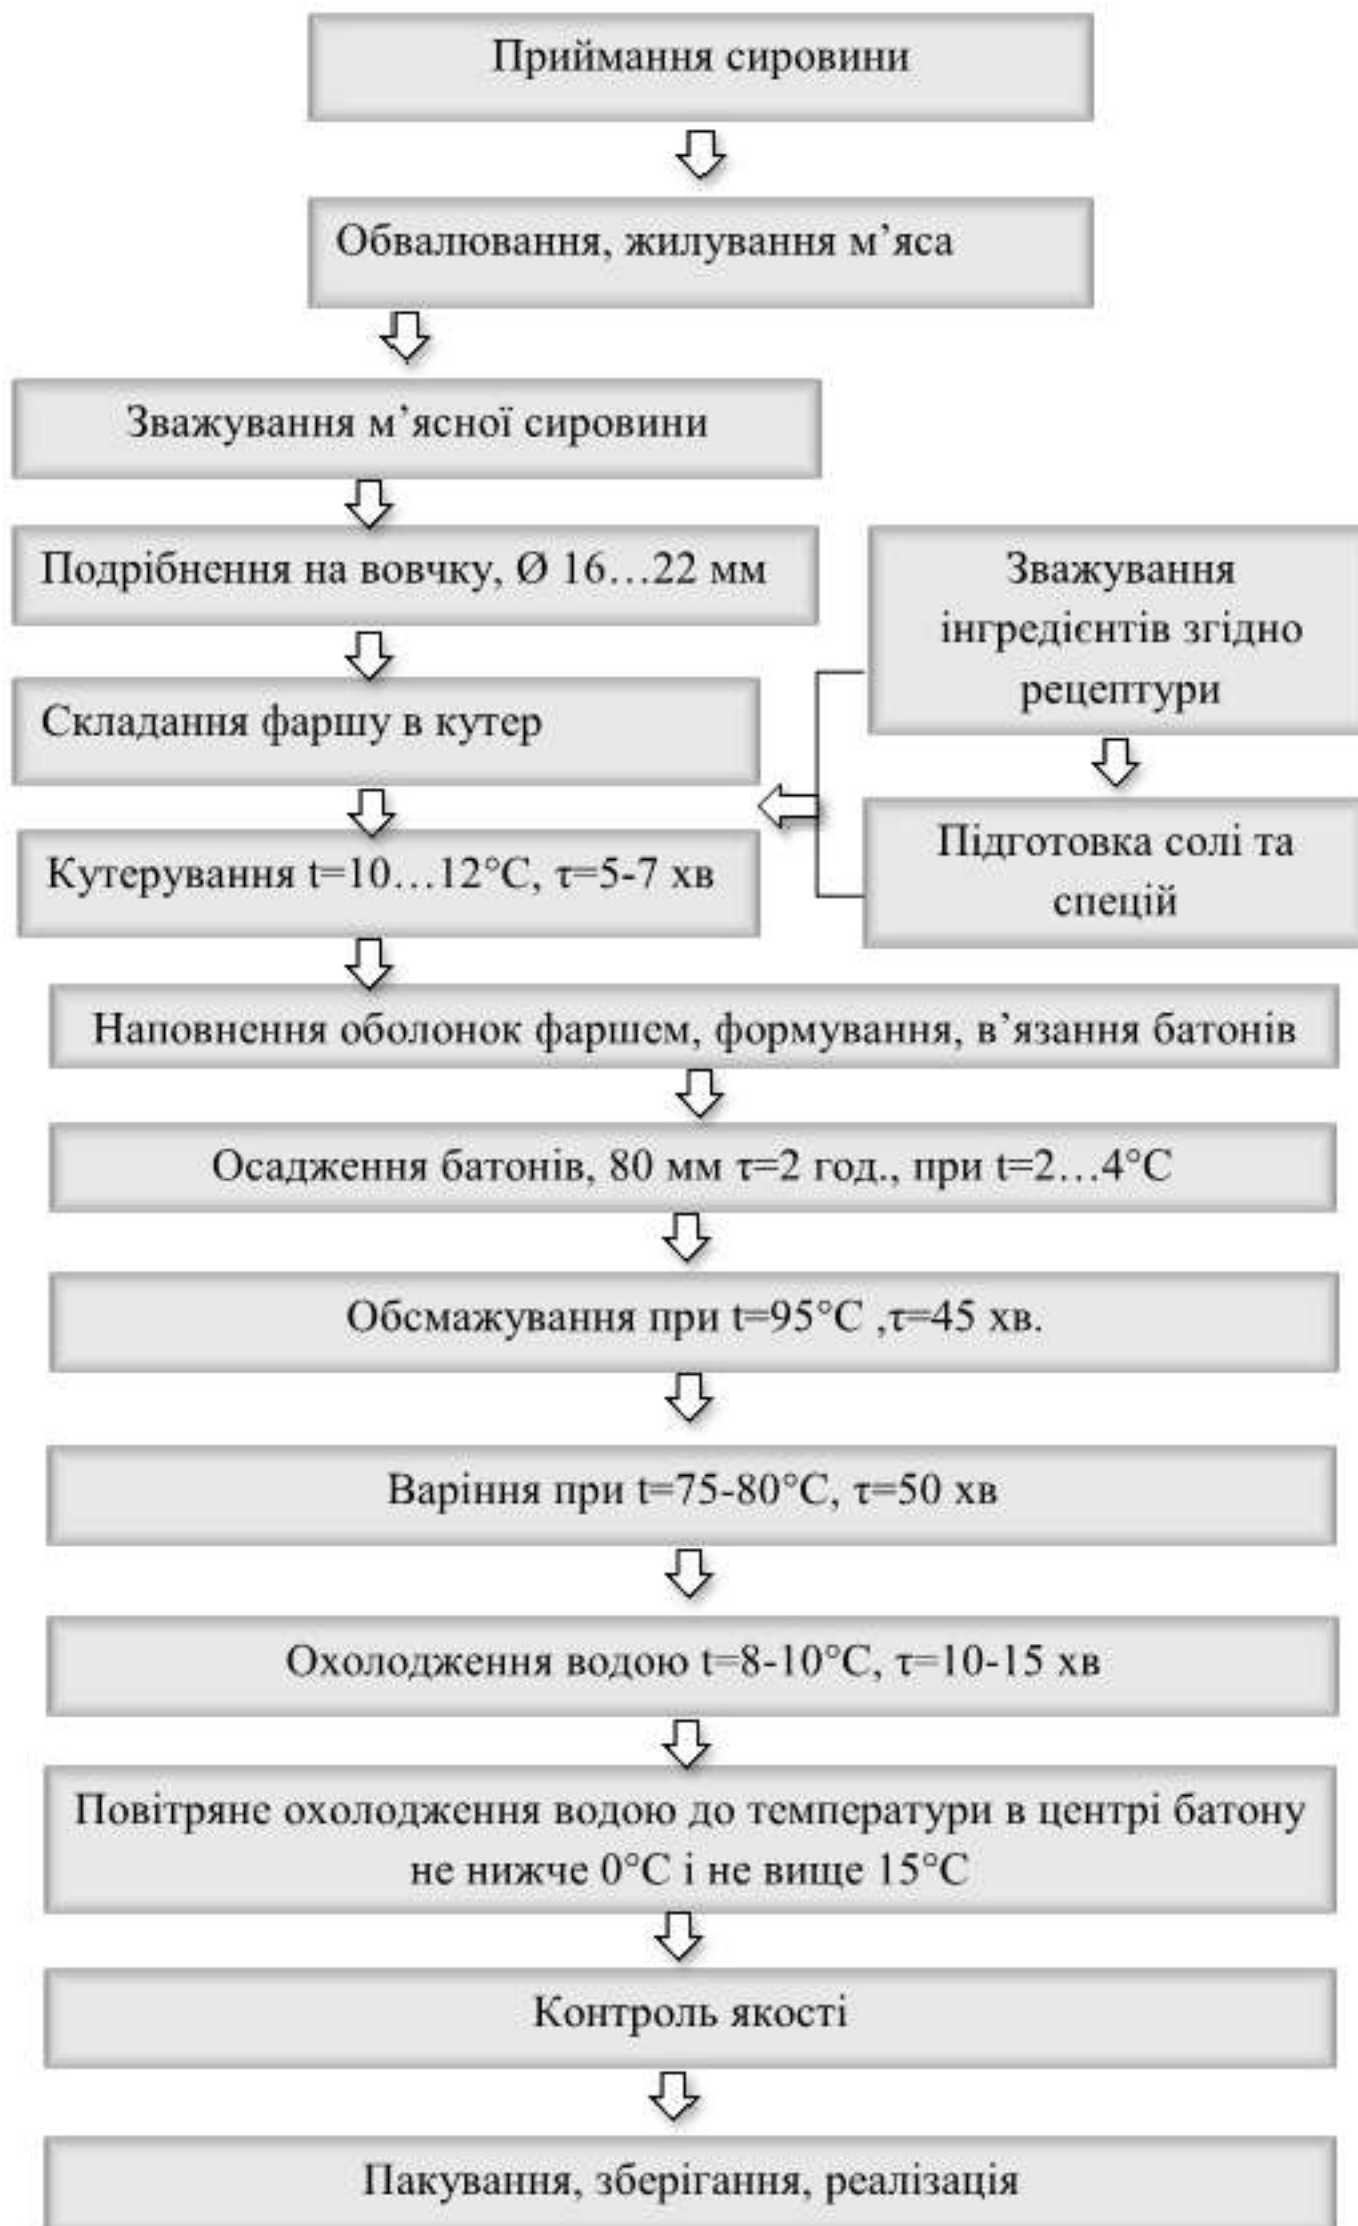 Приймання сировини
Обвалювання, жилування м’яса
Зважування м’ясної сировини
Подрібнення на вовчку, Ø 16…22 мм
Складання фаршу в кутер
Кутерування t=10…12°С, τ=5-7 хв
Зважування
інгредієнтів згідно
рецептури
Підготовка солі та
спецій
Наповнення оболонок фаршем, формування, в’язання батонів
Осадження батонів, 80 мм τ=2 год., при t=2…4°С
Обсмажування при t=95°С ,τ=45 хв.
Варіння при t=75-80°С, τ=50 хв
Охолодження водою t=8-10°С, τ=10-15 хв
Повітряне охолодження водою до температури в центрі батону
не нижче 0°С і не вище 15°С
Контроль якості
Пакування, зберігання, реалізація